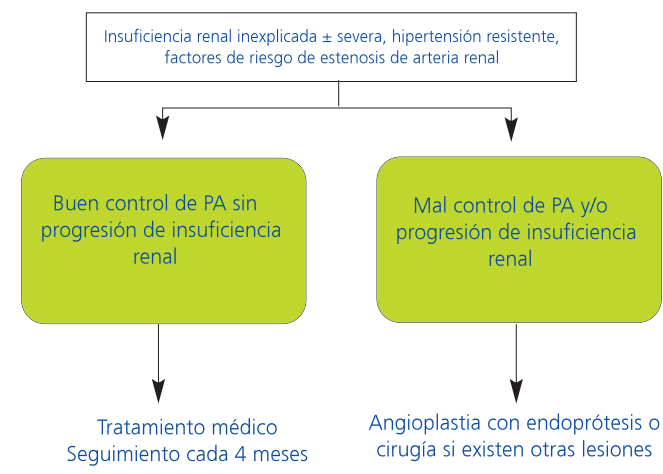 Insuficiencia renal inexplicada ± severa, hipertensión resistente,
factores de riesgo de estenosis de arteria renal
Buen control de PA sin
progresión de insuficiencia
renal
Mal control de PA y/o
progresión de insuficiencia
renal
Tratamiento médico
Seguimiento cada 4 meses
Angioplastia con endoprótesis o
cirugía si existen otras lesiones